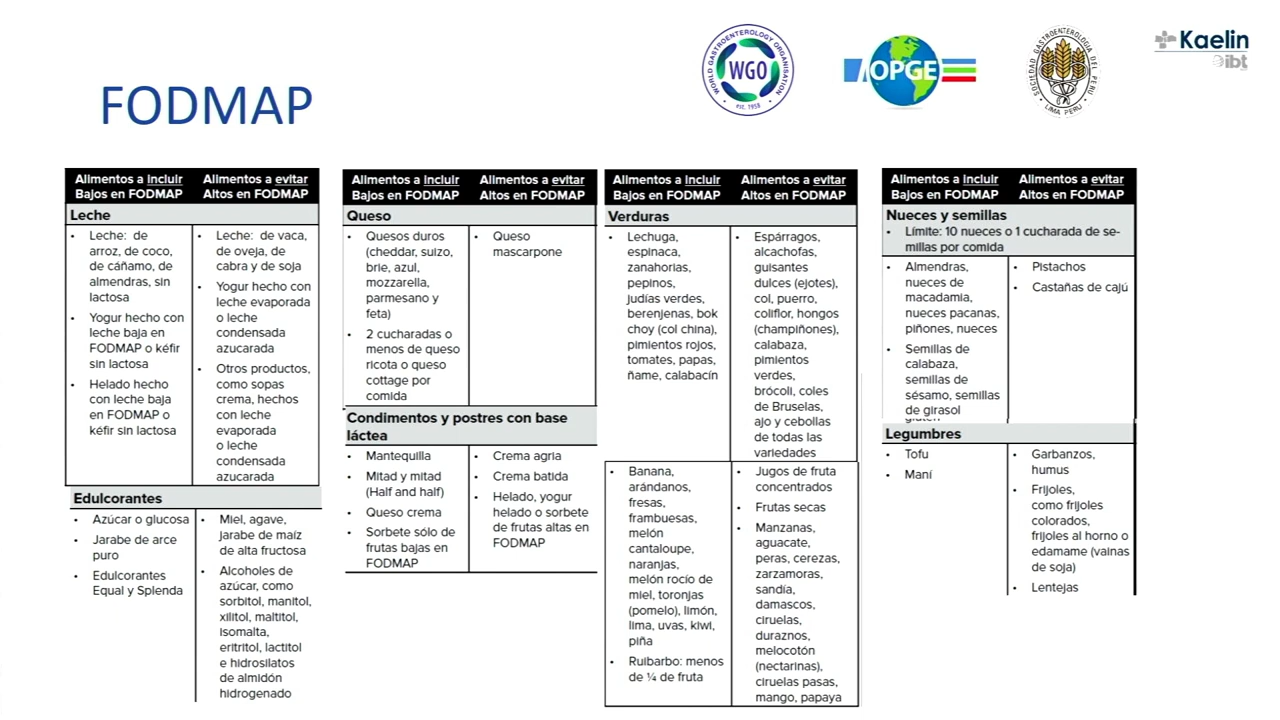 WORLD GASTROENTEROLOGY ORGANISATION
WGO
est. 1958
OPGE
SOCIEDAD GASTROENTEROLOGIA DEL PERU
LIMA PERU
Kaelin
ibt
FODMAP
Alimentos a incluir
Bajos en FODMAP
Alimentos a evitar
Altos en FODMAP
Leche
• Leche: de
arroz, de coco,
de cáñamo, de
almendras, sin
lactosa
• Yogur hecho con
leche baja en
FODMAP o kéfir
sin lactosa
• Helado hecho
con leche baja
en FODMAP o
kéfir sin lactosa
• Leche: de vaca,
de oveja, de
cabra y de soja
• Yogur hecho con
leche evaporada
o leche
condensada
azucarada
• Otros productos,
como sopas
crema, hechos
con leche
evaporada
o leche
condensada
azucarada
Edulcorantes
• Azúcar o glucosa
• Jarabe de arce
puro
• Edulcorantes
Equal y Splenda
• Miel, agave,
jarabe de maíz
de alta fructosa
• Alcoholes de
azúcar, como
sorbitol, manitol,
xilitol, maltitol,
isomalta,
eritritol, lactitol
e hidrosilatos
de almidón
hidrogenado
Alimentos a incluir
Bajos en FODMAP
Alimentos a evitar
Altos en FODMAP
Queso
• Quesos duros
(cheddar, suizo,
brie, azul,
mozzarella,
parmesano y
feta)
• 2 cucharadas o
menos de queso
ricota o queso
cottage por
comida
• Queso
mascarpone
Condimentos y postres con base
láctea
• Mantequilla
• Mitad y mitad
(Half and half)
• Queso crema
• Sorbete sólo de
frutas bajas en
FODMAP
• Crema agria
• Crema batida
• Helado, yogur
helado o sorbete
de frutas altas en
FODMAP
Alimentos a incluir
Bajos en FODMAP
Alimentos a evitar
Altos en FODMAP
Verduras
• Lechuga,
espinaca,
zanahorias,
pepinos,
judías verdes,
berenjenas, bok
choy (col china),
pimientos rojos,
tomates, papas,
ñame, calabacín
• Espárragos,
alcachofas,
guisantes
dulces (ejotes),
col, puerro,
coliflor, hongos
(champiñones),
calabaza,
pimientos
verdes,
brócoli, coles
de Bruselas,
ajo y cebollas
de todas las
variedades
• Banana,
arándanos,
fresas,
frambuesas,
melón
cantaloupe,
naranjas,
melón rocío de
miel, toronjas
(pomelo), limón,
lima, uvas, kiwi,
piña
• Ruibarbo: menos
de ¼ de fruta
• Jugos de fruta
concentrados
• Frutas secas
• Manzanas,
aguacate,
peras, cerezas,
zarzamoras,
sandía,
damascos,
ciruelas,
duraznos,
melocotón
(nectarinas),
ciruelas pasas,
mango, papaya
Alimentos a incluir
Bajos en FODMAP
Alimentos a evitar
Altos en FODMAP
Nueces y semillas
• Límite: 10 nueces o 1 cucharada de se-
millas por comida
• Almendras,
nueces de
macadamia,
nueces pacanas,
piñones, nueces
• Semillas de
calabaza,
semillas de
sésamo, semillas
de girasol
gluten
• Pistachos
• Castañas de cajú
Legumbres
• Tofu
• Maní
• Garbanzos,
humus
• Frijoles,
como frijoles
colorados,
frijoles al horno o
edamame (vainas
de soja)
• Lentejas